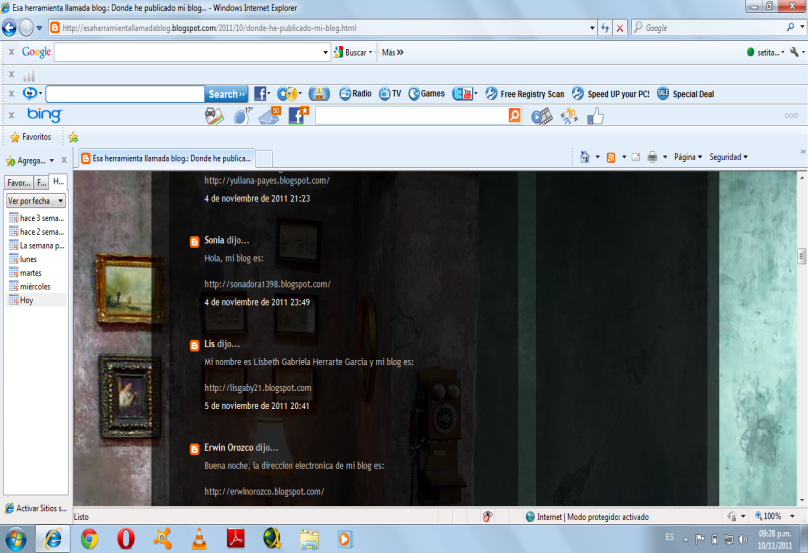 Esa herramienta llamada blog.: Donde he publicado mi blog... - Windows Internet Explorer
http://esaherramientallamadablog.blogspot.com/2011/10/donde-he-publicado-mi-blog.html
Google
x Google Buscar Más »
setita...
x
x Search »» Radio TV Games Free Registry Scan Speed UP your PC! SALE Special Deal
x bing 17° 50
Favoritos
Agrega... X
Esa herramienta llamada blog.: Donde he publica...
Página Seguridad »
Favor... F... H...
Ver por fecha
hace 3 sema...
hace 2 sema...
La semana p...
lunes
martes
miércoles
Hoy
http://yuliana-payes.blogspot.com/
4 de noviembre de 2011 21:23
Sonia dijo...
Hola, mi blog es:
http://sonadora1398.blogspot.com/
4 de noviembre de 2011 23:49
Lis dijo...
Mi nombre es Lisbeth Gabriela Herrarte Garcia y mi blog es:
http://lisgaby21.blogspot.com
5 de noviembre de 2011 20:41
Erwin Orozco dijo...
Buena noche, la direccion electronica de mi blog es:
http://erwinorozco.blogspot.com/
Activar Sitios s...
Listo
Internet | Modo protegido: activado
100%
ES
09:28 p.m.
10/11/2011